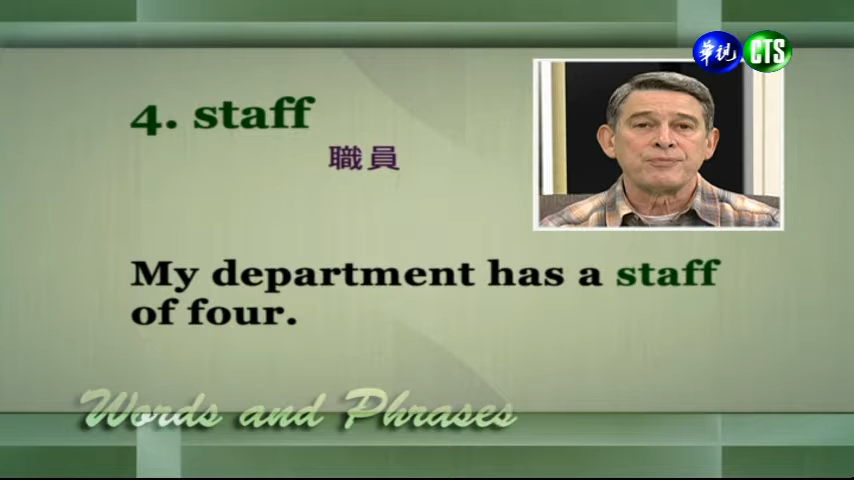 華視 CTS
4. staff
職員
My department has a staff
of four.
Words and Phrases